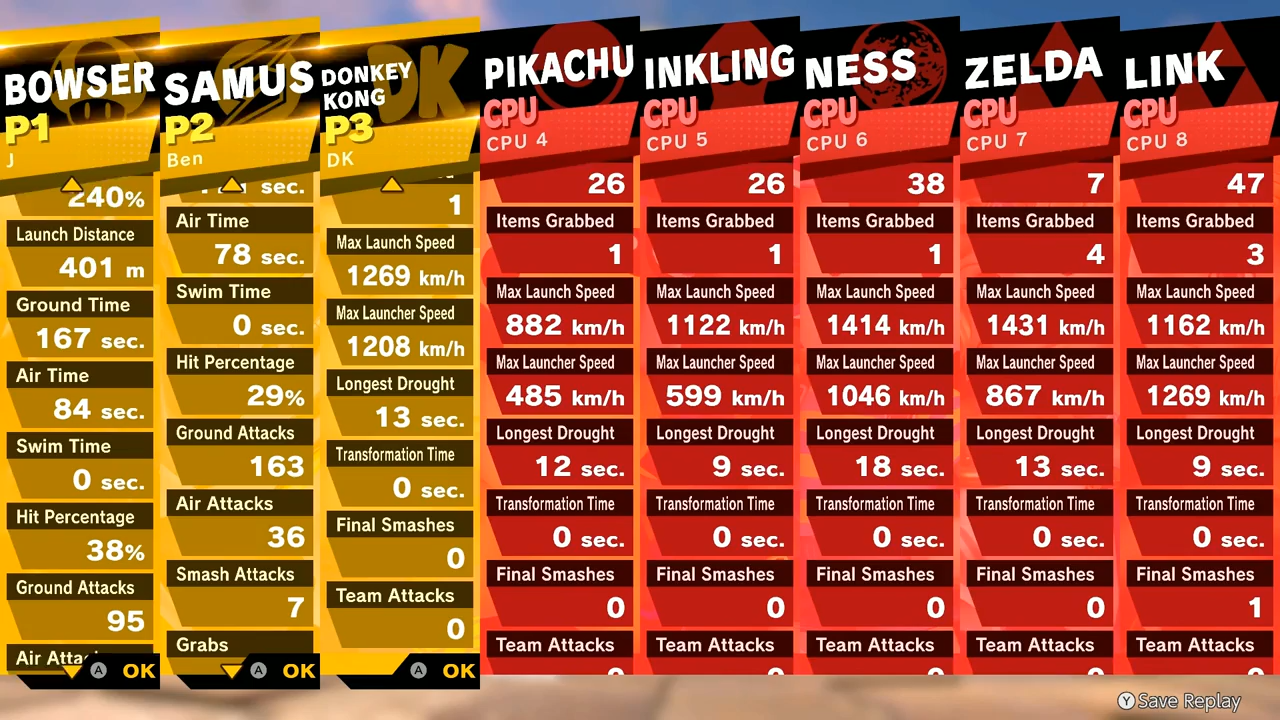 BOWSER
P1
J
240%
Launch Distance
401 m
Ground Time
167 sec.
Air Time
84 sec.
Swim Time
0 sec.
Hit Percentage
38%
Ground Attacks
95
A OK
SAMUS
P2
Ben
sec.
Air Time
78 sec.
Swim Time
0 sec.
Hit Percentage
29%
Ground Attacks
163
Air Attacks
36
Smash Attacks
7
Grabs
A OK
DONKEY
KONG
DK
P3
DK
1
Max Launch Speed
1269 km/h
Max Launcher Speed
1208 km/h
Longest Drought
13 sec.
Transformation Time
0 sec.
Final Smashes
0
Team Attacks
0
A OK
PIKACHU
CPU
CPU 4
26
Items Grabbed
1
Max Launch Speed
882 km/h
Max Launcher Speed
485 km/h
Longest Drought
12 sec.
Transformation Time
0 sec.
Final Smashes
0
Team Attacks
INKLING
CPU
CPU 5
26
Items Grabbed
1
Max Launch Speed
1122 km/h
Max Launcher Speed
599 km/h
Longest Drought
9 sec.
Transformation Time
0 sec.
Final Smashes
0
Team Attacks
NESS
CPU
CPU 6
38
Items Grabbed
1
Max Launch Speed
1414 km/h
Max Launcher Speed
1046 km/h
Longest Drought
18 sec.
Transformation Time
0 sec.
Final Smashes
0
Team Attacks
ZELDA
CPU
CPU 7
7
Items Grabbed
4
Max Launch Speed
1431 km/h
Max Launcher Speed
867 km/h
Longest Drought
13 sec.
Transformation Time
0 sec.
Final Smashes
0
Team Attacks
LINK
CPU
CPU 8
47
Items Grabbed
3
Max Launch Speed
1162 km/h
Max Launcher Speed
1269 km/h
Longest Drought
9 sec.
Transformation Time
0 sec.
Final Smashes
1
Team Attacks
Y Save Replay